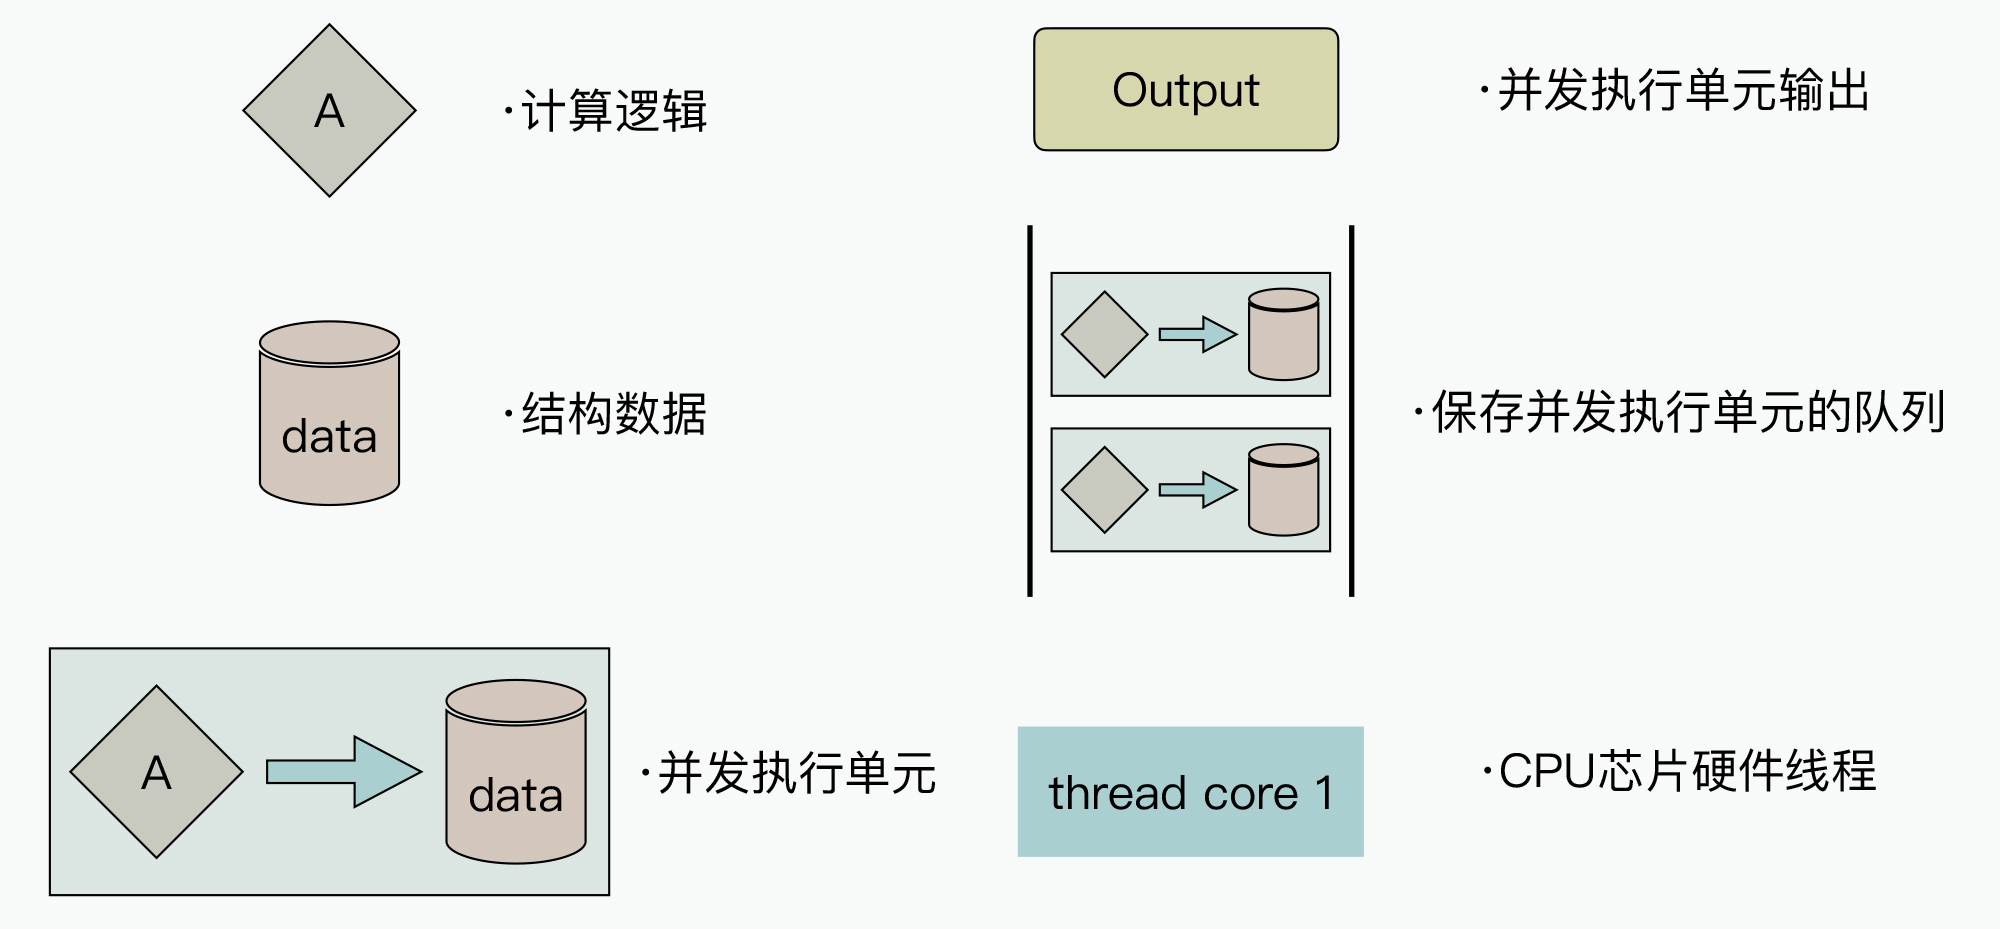 A
·计算逻辑
Output
·并发执行单元输出
data
·结构数据
·保存并发执行单元的队列
A
data
·并发执行单元
thread core 1
·CPU芯片硬件线程